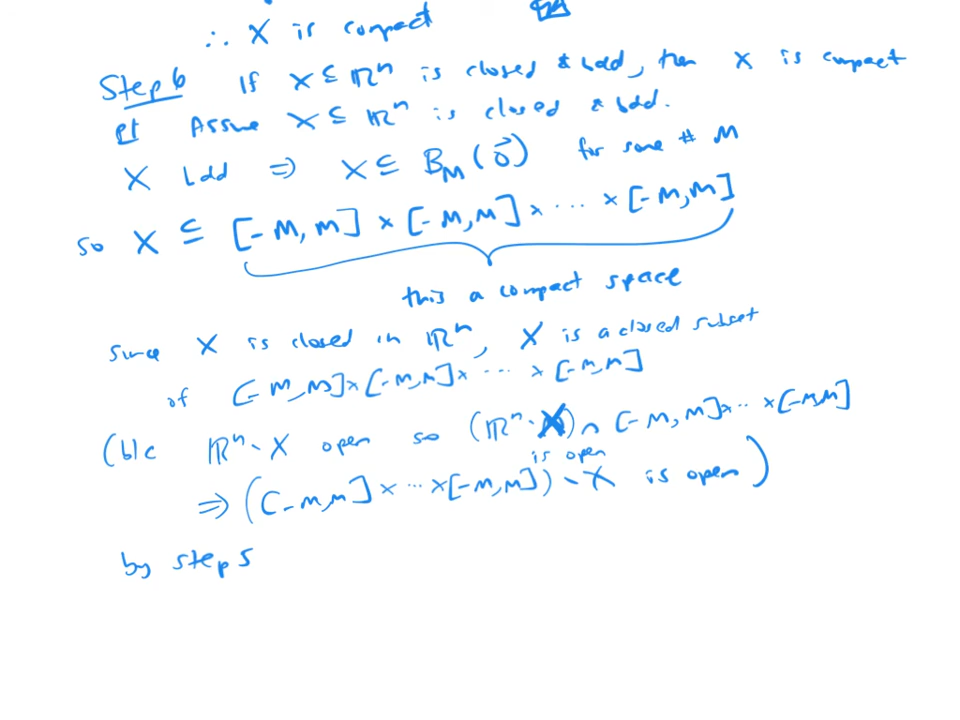 ∴ X is compact
Step 6 If X ⊆ ℝⁿ is closed & bdd, then X is compact
Pf Assume X ⊆ ℝⁿ is closed & bdd.
X bdd ⇒ X ⊆ B_M(0⃗) for some # M
so X ⊆ [-M, M] × [-M, M] × ··· × [-M, M]
this a compact space
Since X is closed in ℝⁿ, X is a closed subset
of [-M, M] × [-M, M] × ··· × [-M, M]
(b/c ℝⁿ∖X open so (ℝⁿ∖X) ∩ [-M, M] × ·· × [-M, M]
is open
⇒ ([-M, M] × ··· × [-M, M]) ∖ X is open)
by step 5